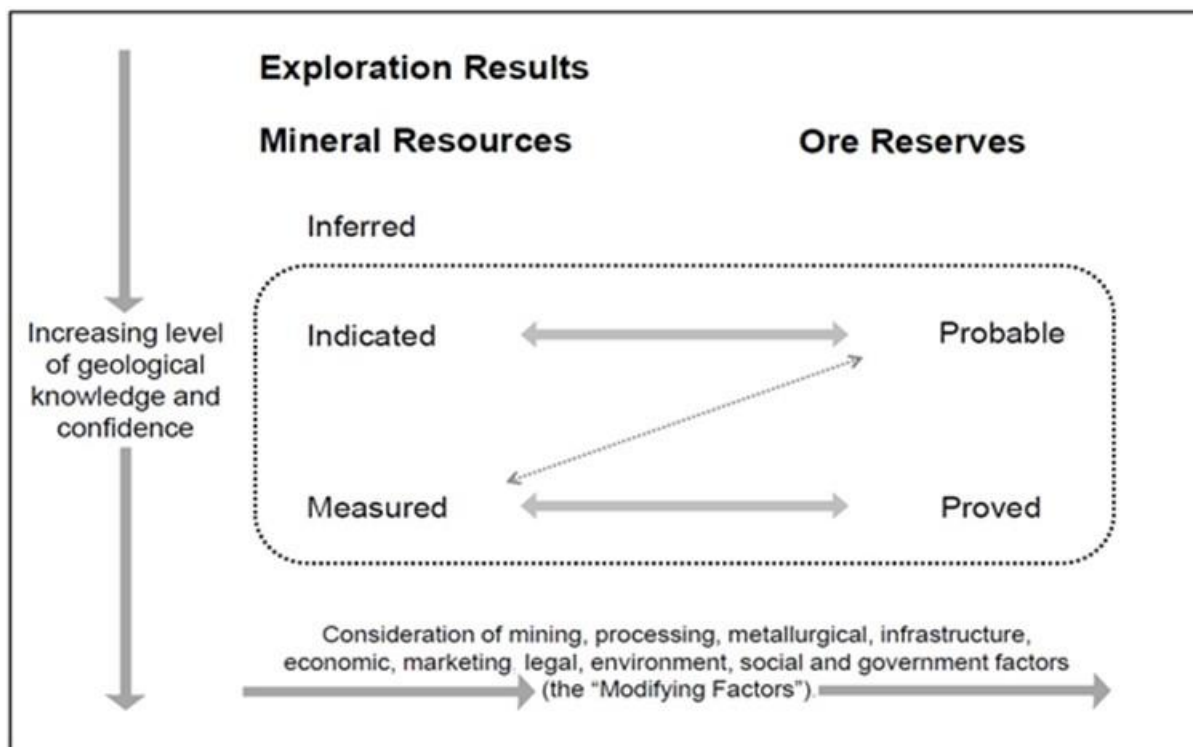 Exploration Results
Mineral Resources
Ore Reserves
Inferred
Indicated
Probable
Measured
Proved
Increasing level
of geological
knowledge and
confidence
Consideration of mining, processing, metallurgical, infrastructure,
economic, marketing, legal, environment, social and government factors
(the “Modifying Factors”).